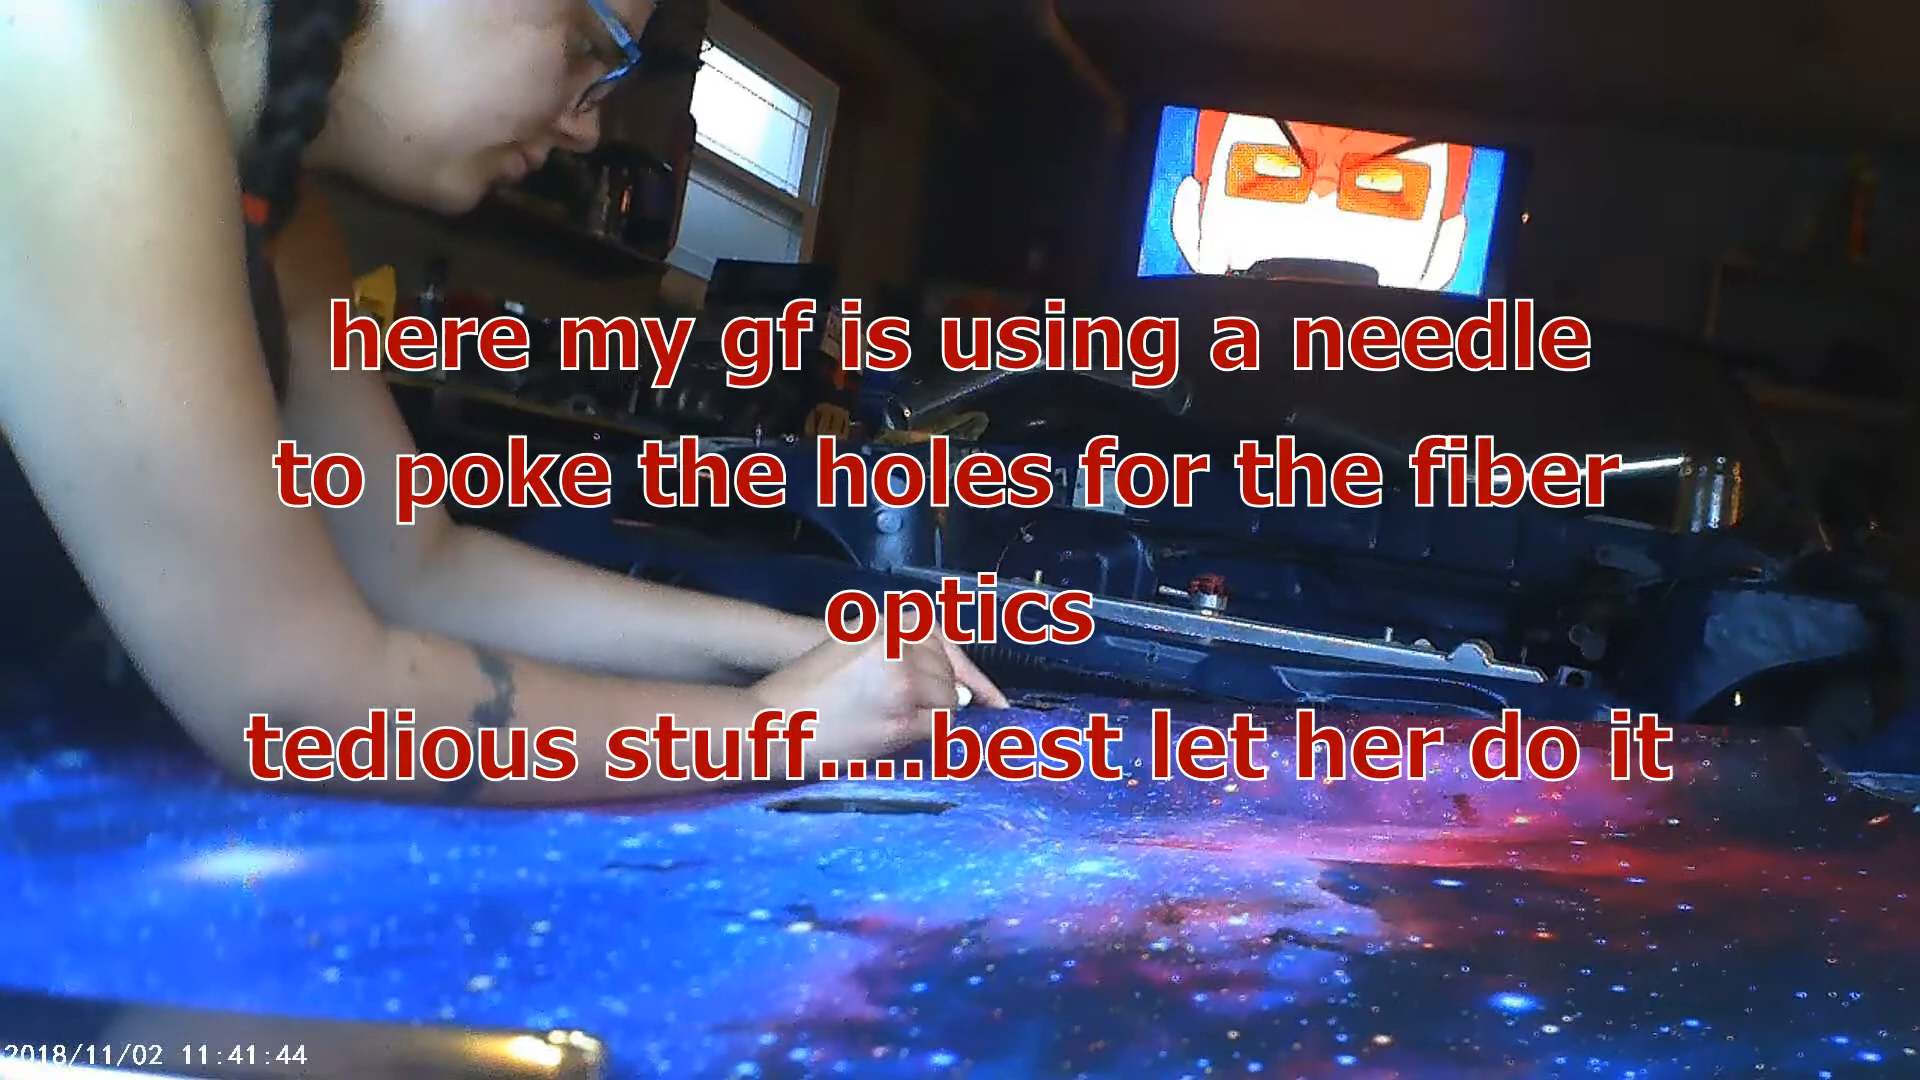 here my gf is using a needle
to poke the holes for the fiber
optics
tedious stuff....best let her do it
2018/11/02 11:41:44